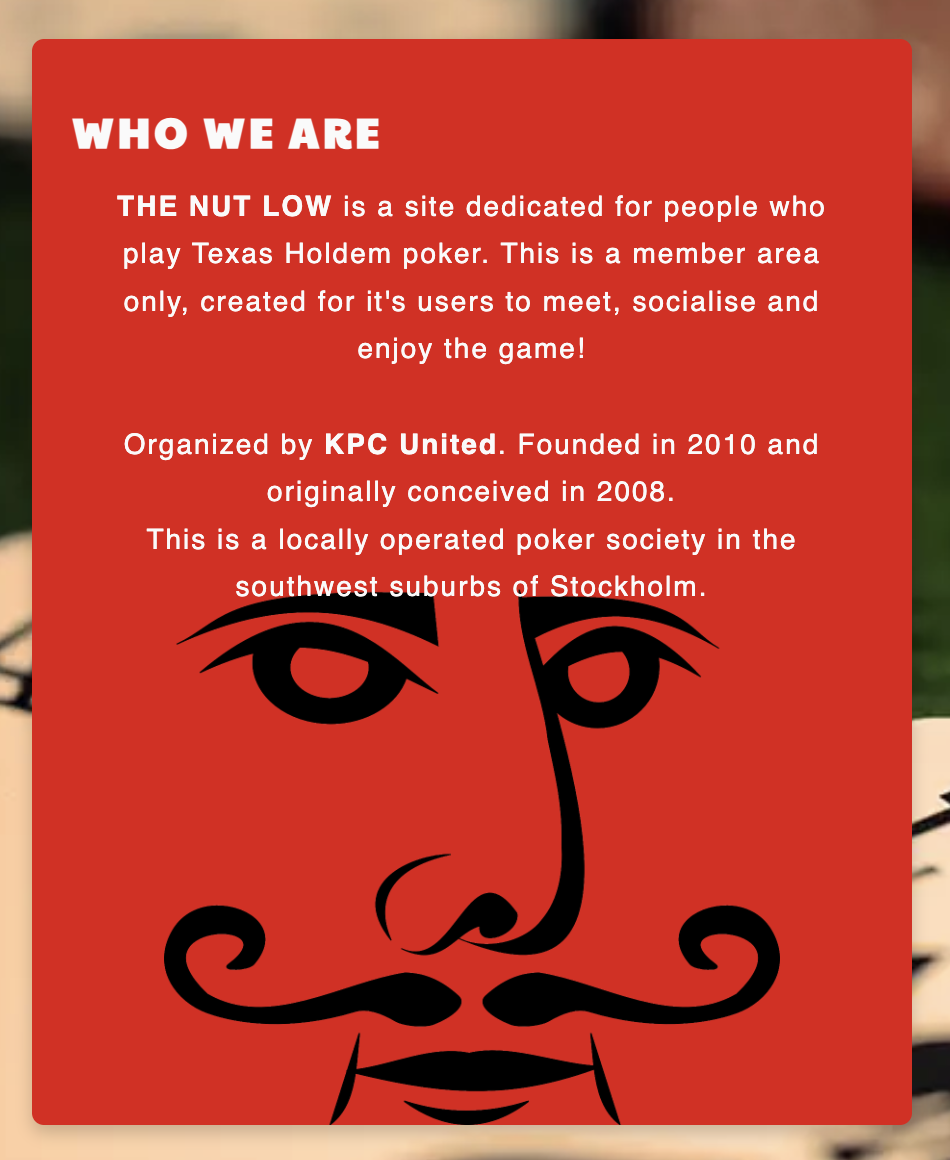 WHO WE ARE
THE NUT LOW is a site dedicated for people who
play Texas Holdem poker. This is a member area
only, created for it's users to meet, socialise and
enjoy the game!
Organized by KPC United. Founded in 2010 and
originally conceived in 2008.
This is a locally operated poker society in the
southwest suburbs of Stockholm.